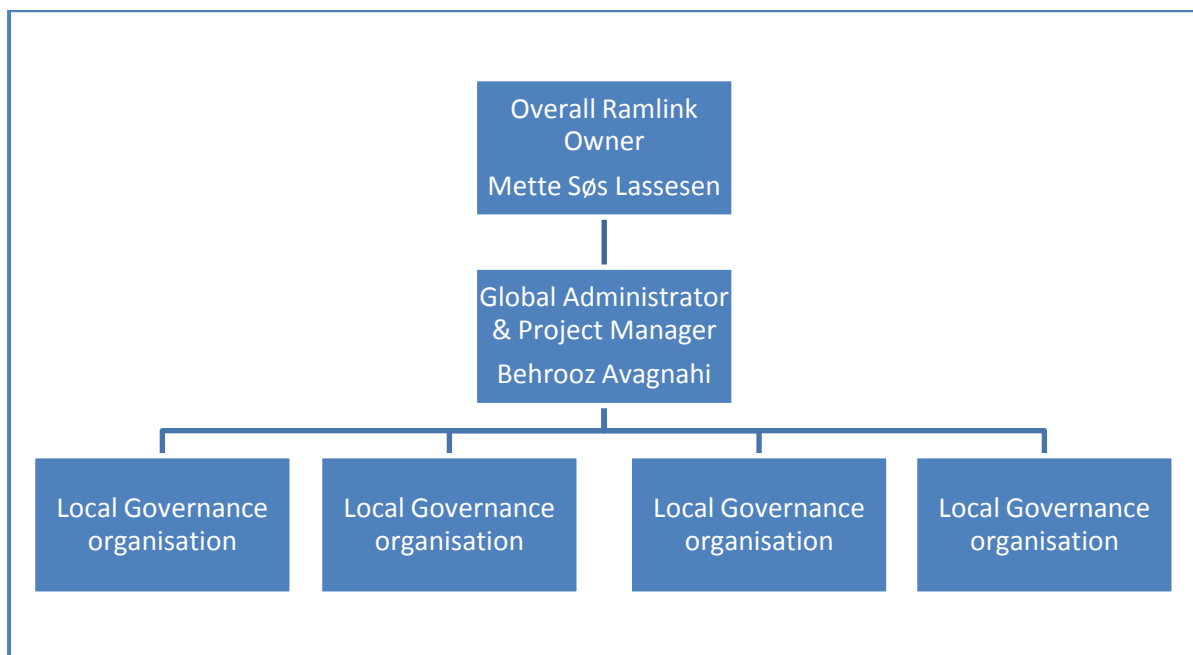 Overall Ramlink
Owner
Mette Søs Lassesen
Global Administrator
& Project Manager
Behrooz Avagnahi
Local Governance
organisation
Local Governance
organisation
Local Governance
organisation
Local Governance
organisation